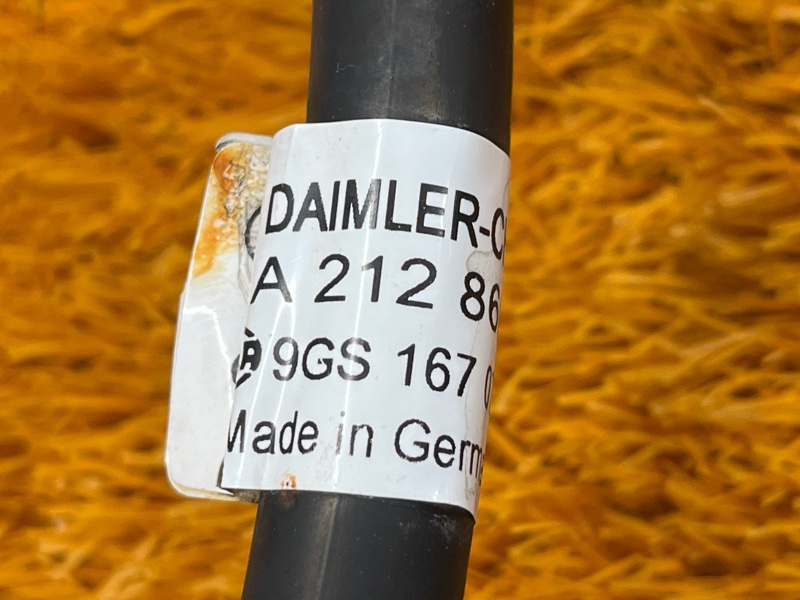 DAIMLER-C
A 212 86
9GS 167 0
Made in Germ